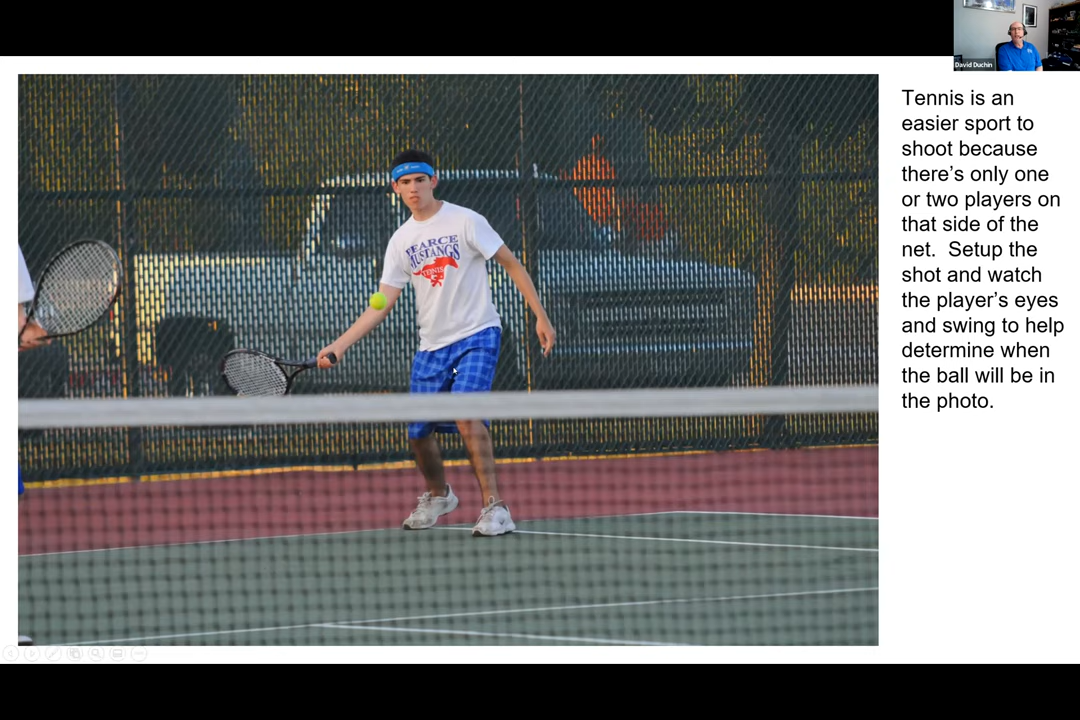 David Duchin
Tennis is an
easier sport to
shoot because
there's only one
or two players on
that side of the
net.  Setup the
shot and watch
the player's eyes
and swing to help
determine when
the ball will be in
the photo.
PEARCE
MUSTANGS
TENNIS